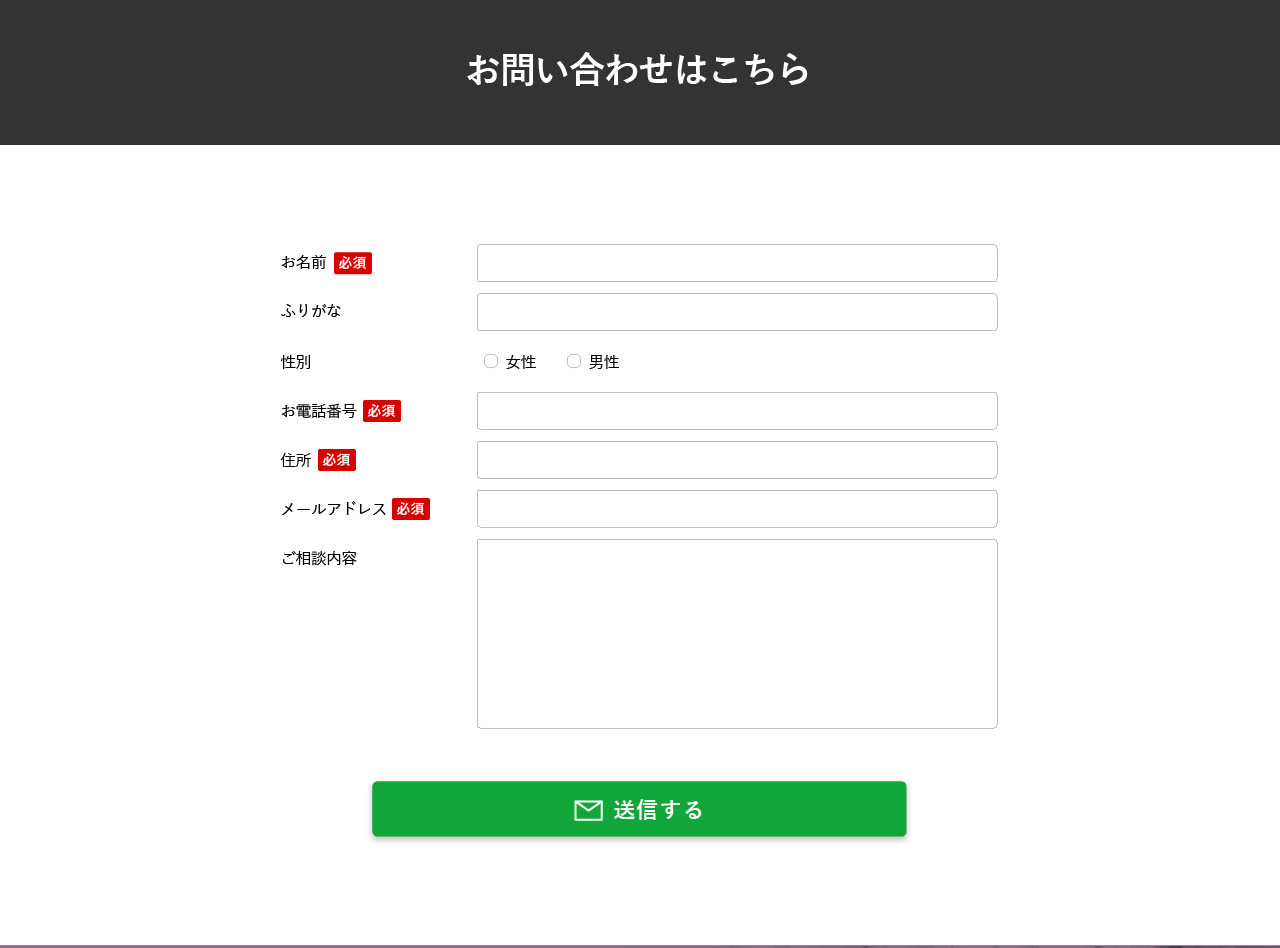 お問い合わせはこちら
お名前 必須
ふりがな
性別 女性 男性
お電話番号 必須
住所 必須
メールアドレス 必須
ご相談内容
送信する